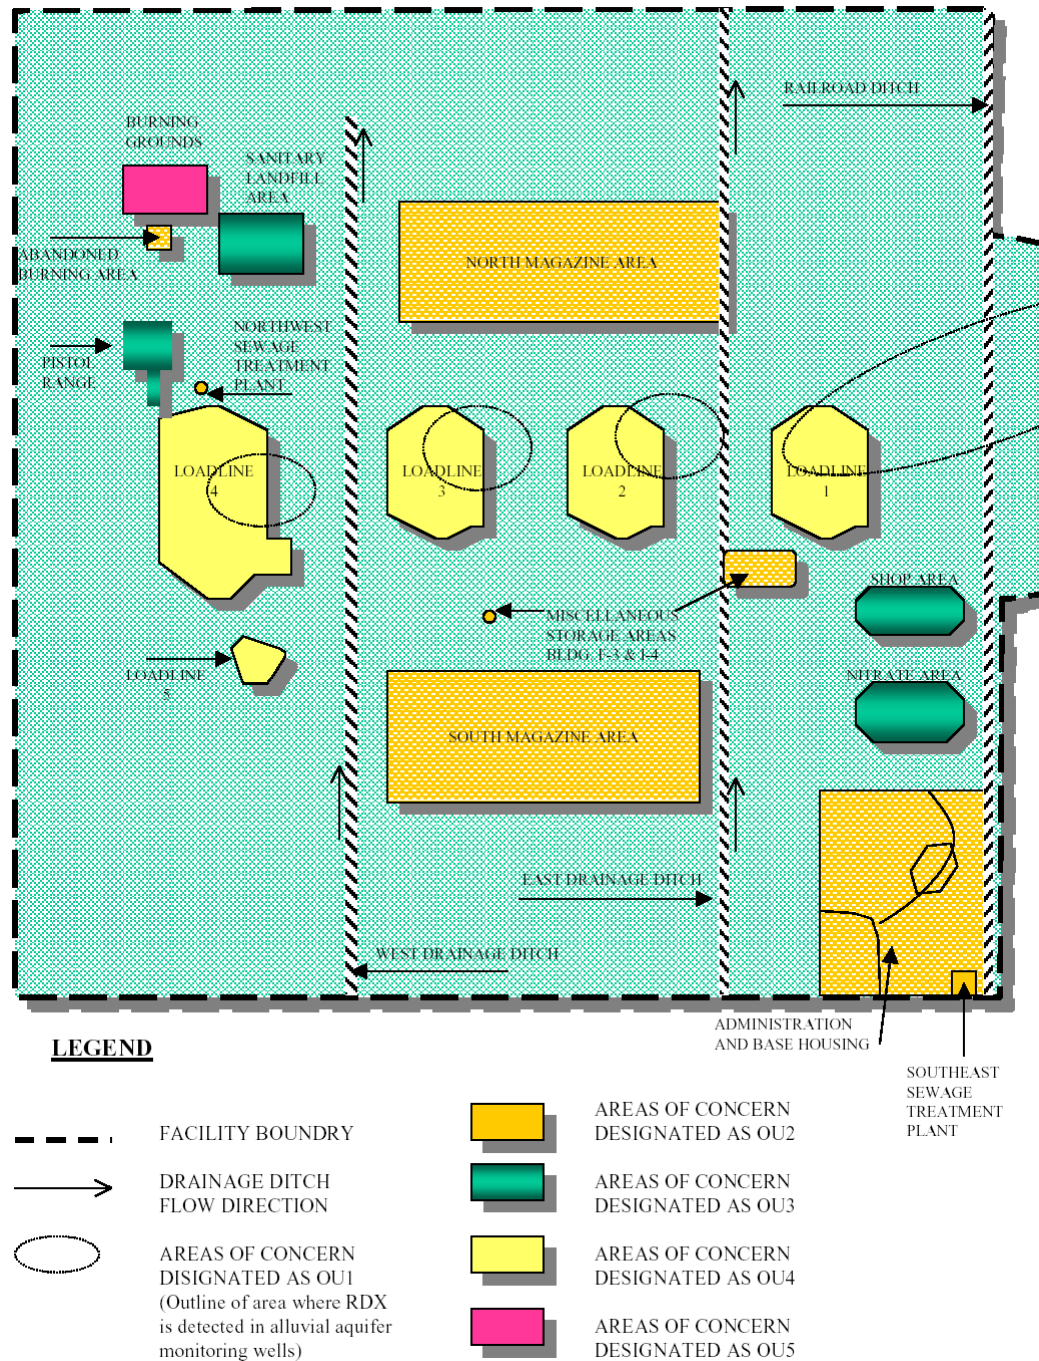 RAILROAD DITCH
BURNING
GROUNDS
SANITARY
LANDFILL
AREA
ABANDONED
BURNING AREA
NORTH MAGAZINE AREA
NORTHWEST
SEWAGE
TREATMENT
PLANT
PISTOL
RANGE
LOADLINE
4
LOADLINE
3
LOADLINE
2
LOADLINE
1
SHOP AREA
MISCELLANEOUS
STORAGE AREAS
BLDG. F-3 & I-4
LOADLINE
5
NITRATE AREA
SOUTH MAGAZINE AREA
EAST DRAINAGE DITCH
WEST DRAINAGE DITCH
ADMINISTRATION
AND BASE HOUSING
SOUTHEAST
SEWAGE
TREATMENT
PLANT
LEGEND
FACILITY BOUNDRY
DRAINAGE DITCH
FLOW DIRECTION
AREAS OF CONCERN
DISIGNATED AS OU1
(Outline of area where RDX
is detected in alluvial aquifer
monitoring wells)
AREAS OF CONCERN
DESIGNATED AS OU2
AREAS OF CONCERN
DESIGNATED AS OU3
AREAS OF CONCERN
DESIGNATED AS OU4
AREAS OF CONCERN
DESIGNATED AS OU5